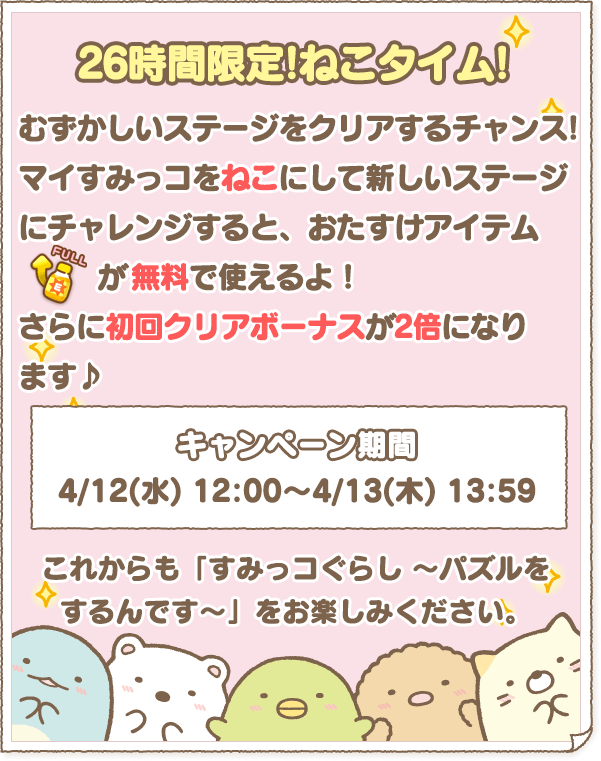 26時間限定!ねこタイム!
むずかしいステージをクリアするチャンス!
マイすみっコをねこにして新しいステージ
にチャレンジすると、おたすけアイテム
FULL
E
が無料で使えるよ！
さらに初回クリアボーナスが2倍になり
ます♪
キャンペーン期間
4/12(水) 12:00～4/13(木) 13:59
これからも「すみっコぐらし ～パズルを
するんです～」をお楽しみください。